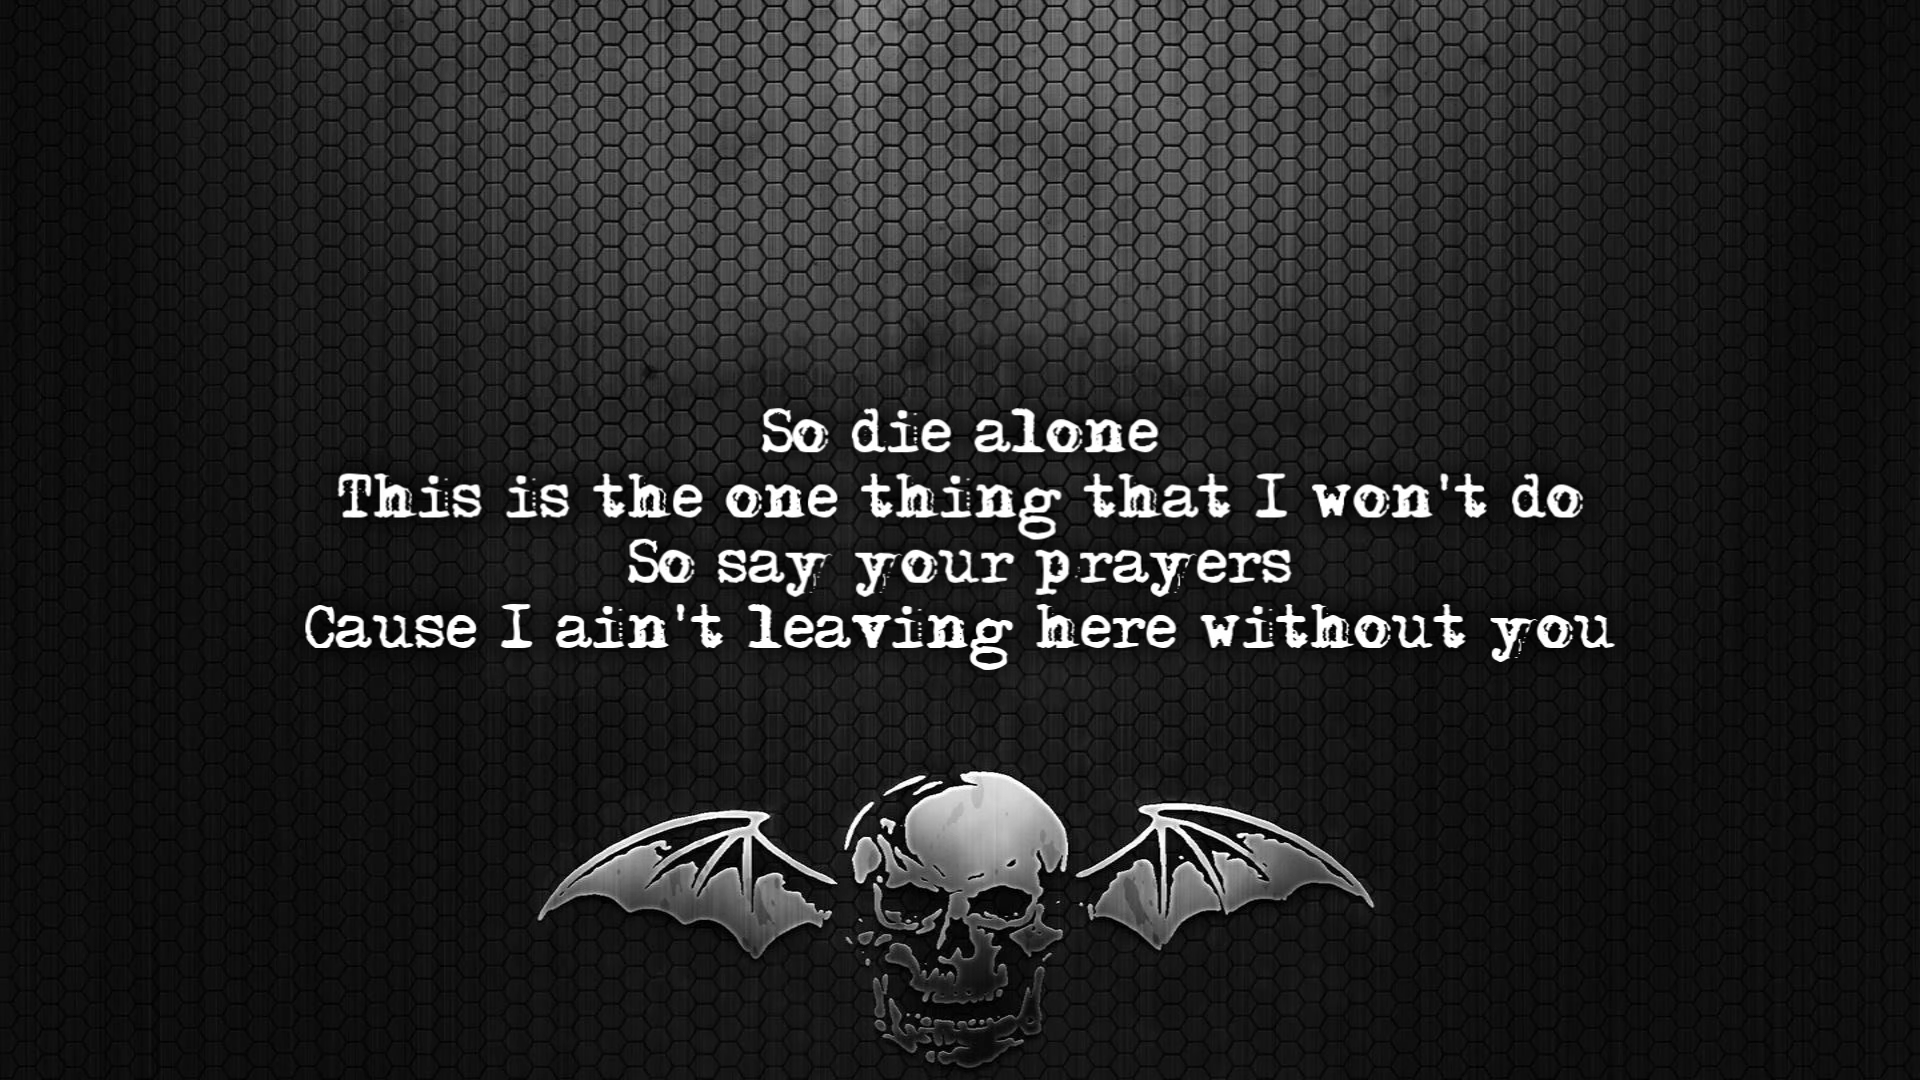 So die alone
This is the one thing that I won't do
So say your prayers
Cause I ain't leaving here without you